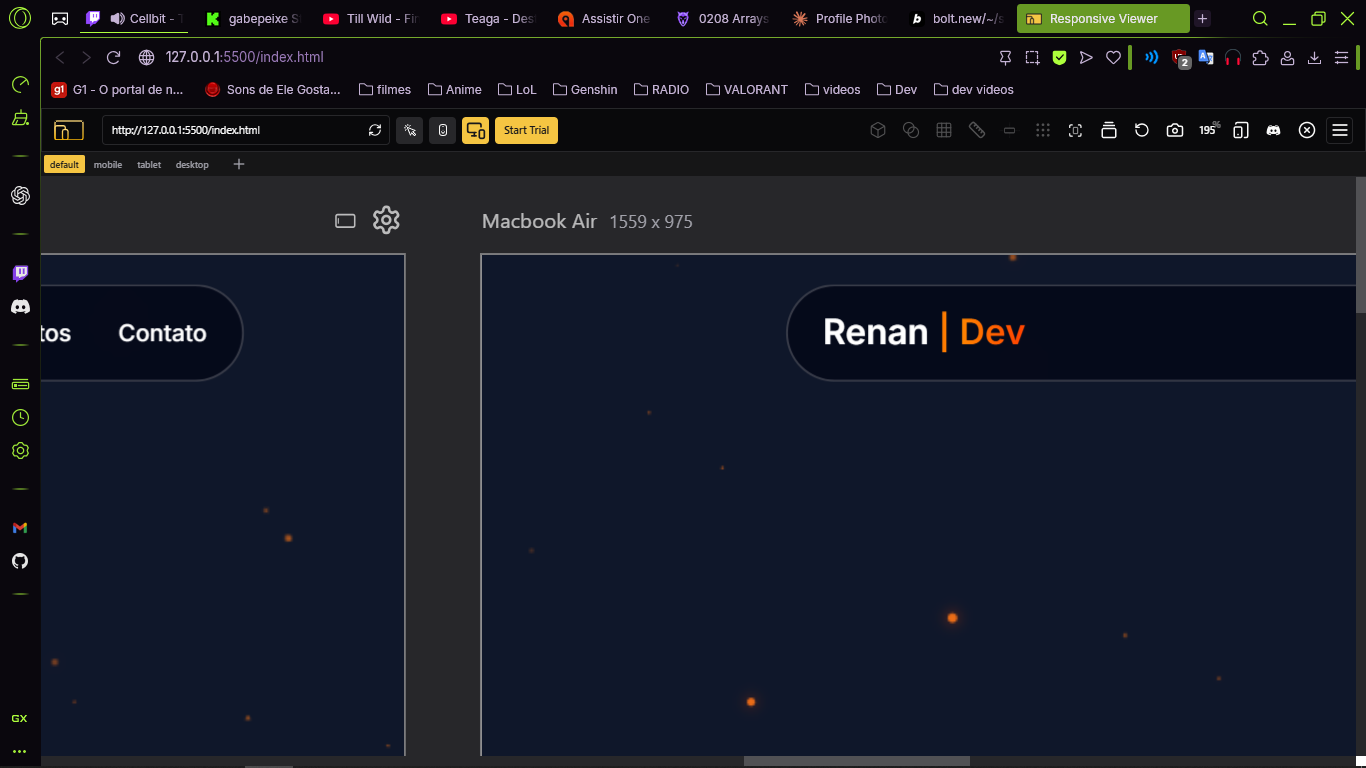 Cellbit - T
gabepeixe S
Till Wild - Fir
Teaga - Dest
Assistir One
0208 Arrays
Profile Photo
b bolt.new/~/s
Responsive Viewer
127.0.0.1:5500/index.html
2
g1 G1 - O portal de n...
Sons de Ele Gosta...
filmes
Anime
LoL
Genshin
RADIO
VALORANT
videos
Dev
dev videos
http://127.0.0.1:5500/index.html
Start Trial
195%
default
mobile
tablet
desktop
Macbook Air 1559 x 975
tos
Contato
Renan | Dev
GX